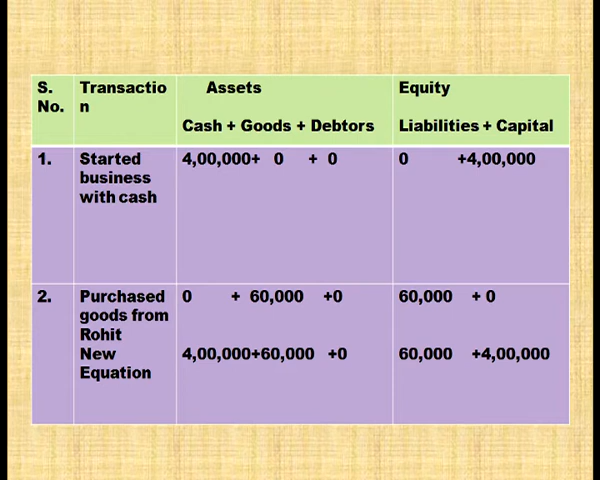 S. No. Transactio n Assets Equity
Cash + Goods + Debtors Liabilities + Capital
1. Started business with cash 4,00,000+ 0 + 0 0 +4,00,000
2. Purchased goods from Rohit 0 + 60,000 +0 60,000 + 0
New Equation 4,00,000+60,000 +0 60,000 +4,00,000